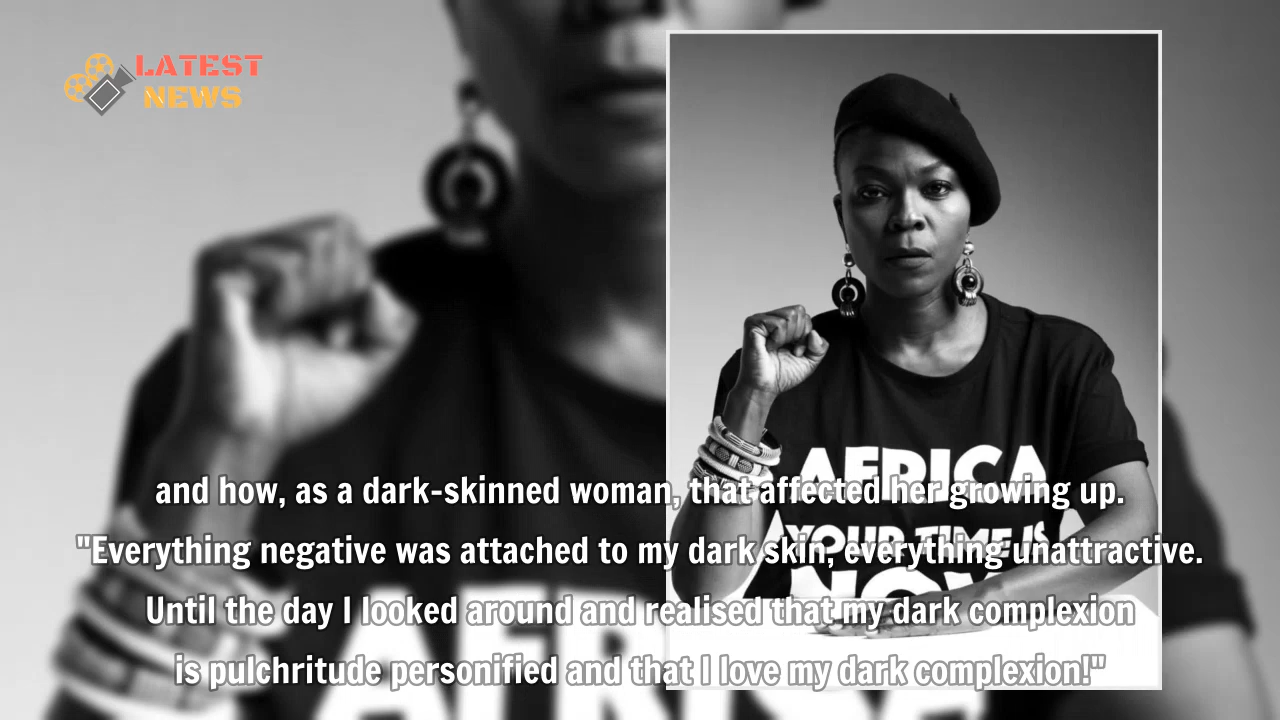 LATEST
NEWS
AFRICA
YOUR TIME IS
NOW
and how, as a dark-skinned woman, that affected her growing up.
"Everything negative was attached to my dark skin, everything unattractive.
Until the day I looked around and realised that my dark complexion
is pulchritude personified and that I love my dark complexion!"
AFRICA